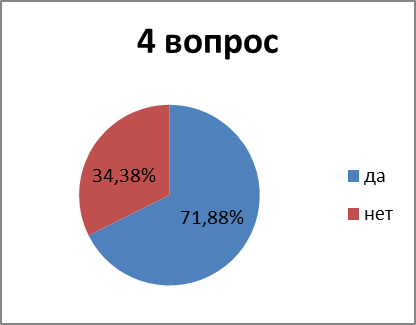 4 вопрос
34,38%
71,88%
да
нет